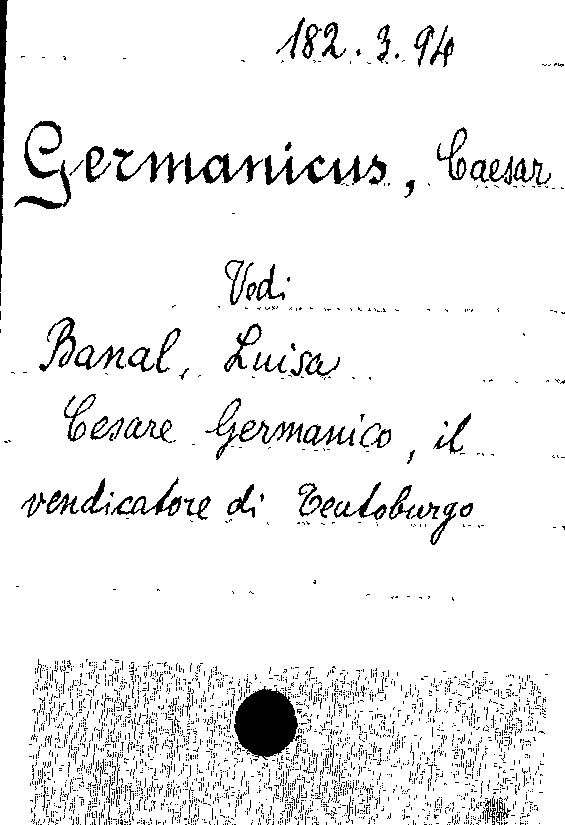 182.3.94
Germanicus, Caesar
Vedi
Banal, Luisa
Cesare Germanico, il
vendicatore di Teutoburgo